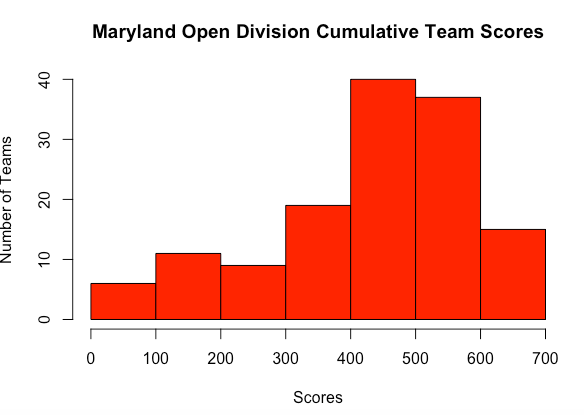 Maryland Open Division Cumulative Team Scores
Number of Teams
40
30
20
10
0
0 100 200 300 400 500 600 700
Scores